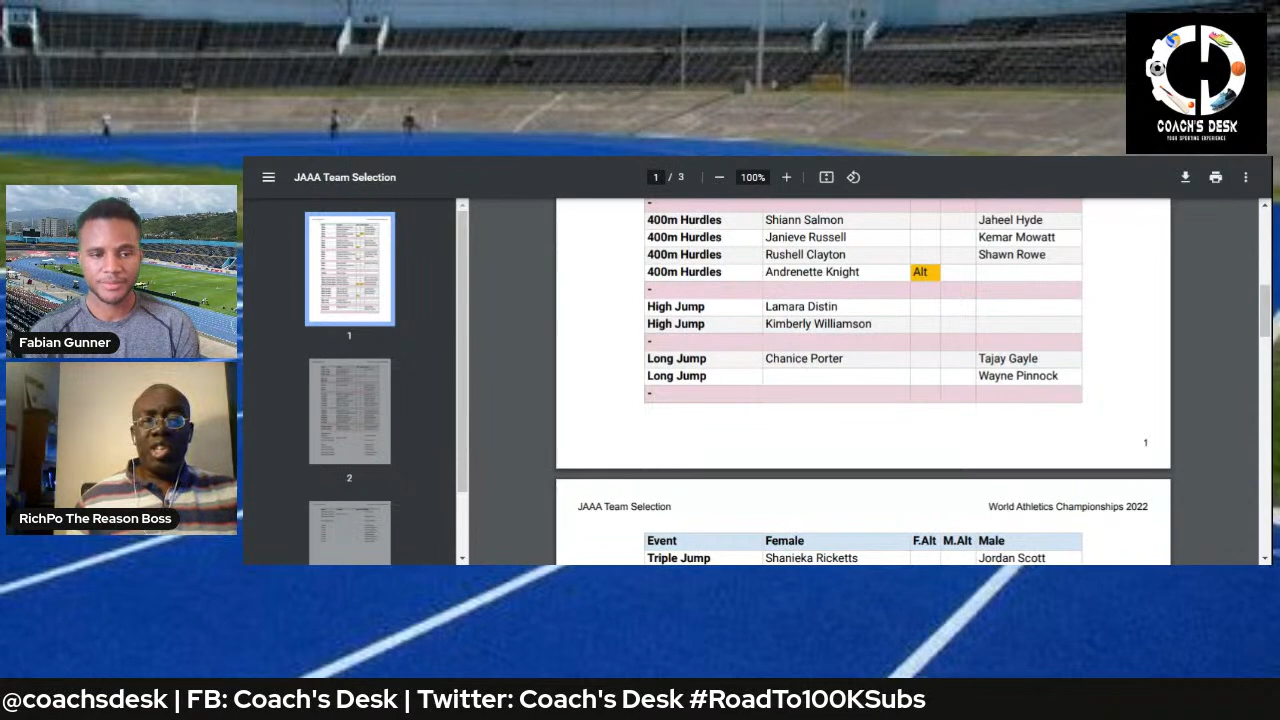 COACH'S DESK
YOUR SPORTING EXPERIENCE
JAAA Team Selection
1 / 3
100%
Fabian Gunner
RichPo The Reason Boss
1
2
-
400m Hurdles Shiann Salmon Jaheel Hyde
400m Hurdles Janieve Russell Kemar Mowatt
400m Hurdles Rushell Clayton Shawn Rowe
400m Hurdles Andrenette Knight Alt
-
High Jump Lamara Distin
High Jump Kimberly Williamson
-
Long Jump Chanice Porter Tajay Gayle
Long Jump Wayne Pinnock
-
1
JAAA Team Selection World Athletics Championships 2022
Event Female F.Alt M.Alt Male
Triple Jump Shanieka Ricketts Jordan Scott
@coachsdesk | FB: Coach's Desk | Twitter: Coach's Desk #RoadTo100KSubs